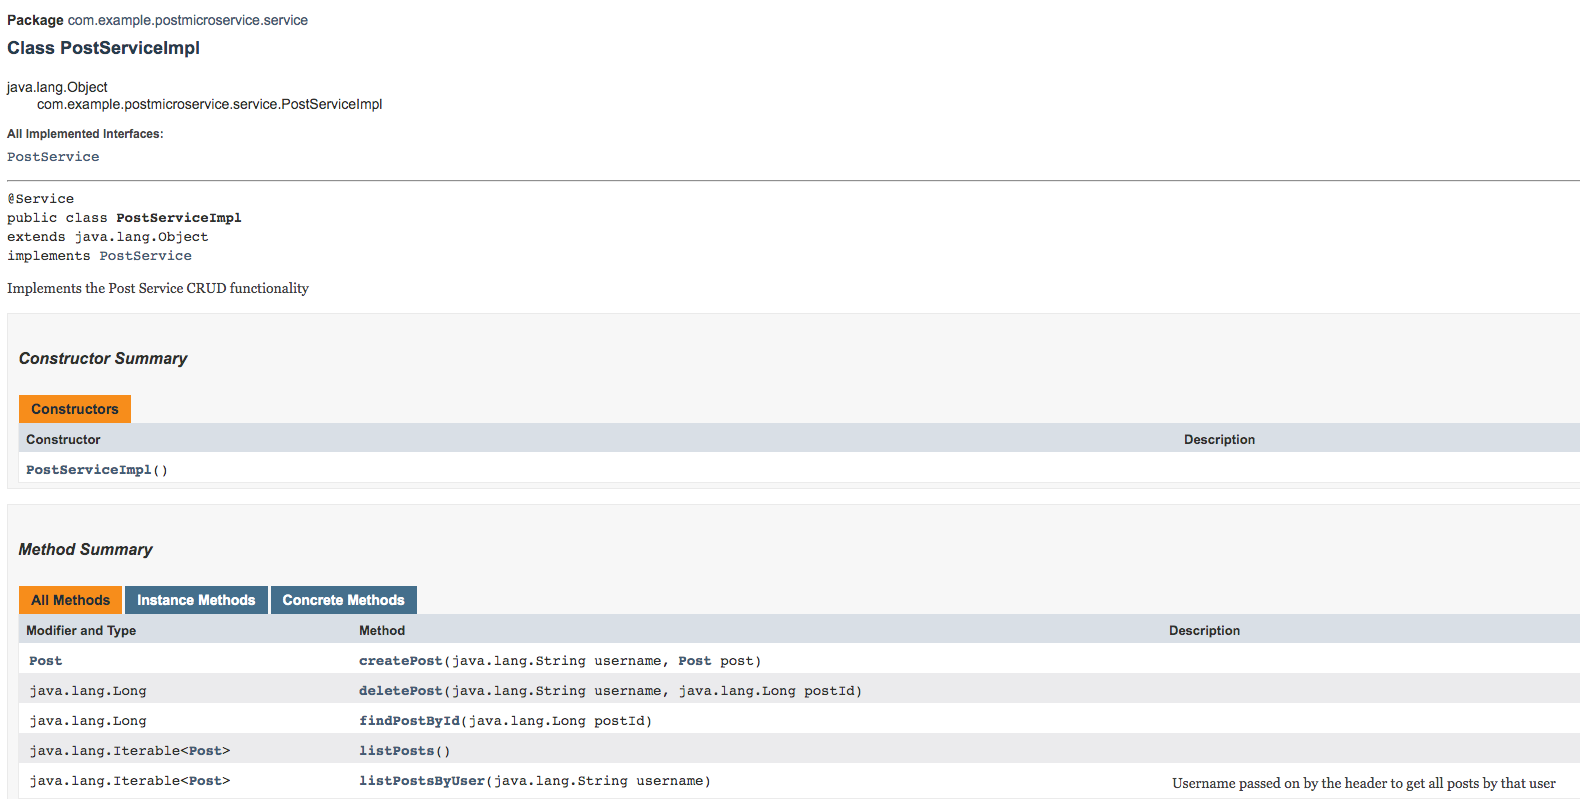 Package com.example.postmicroservice.service
Class PostServiceImpl
java.lang.Object
com.example.postmicroservice.service.PostServiceImpl
All Implemented Interfaces:
PostService
@Service
public class PostServiceImpl
extends java.lang.Object
implements PostService
Implements the Post Service CRUD functionality
Constructor Summary
Constructors
Constructor Description
PostServiceImpl()
Method Summary
All Methods Instance Methods Concrete Methods
Modifier and Type Method Description
Post createPost(java.lang.String username, Post post)
java.lang.Long deletePost(java.lang.String username, java.lang.Long postId)
java.lang.Long findPostById(java.lang.Long postId)
java.lang.Iterable<Post> listPosts()
java.lang.Iterable<Post> listPostsByUser(java.lang.String username) Username passed on by the header to get all posts by that user